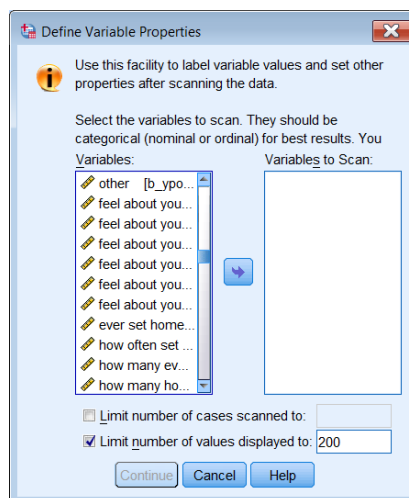 Define Variable Properties
Use this facility to label variable values and set other
properties after scanning the data.
Select the variables to scan. They should be
categorical (nominal or ordinal) for best results. You
Variables:
Variables to Scan:
other [b_ypo...
feel about you...
feel about you...
feel about you...
feel about you...
feel about you...
feel about you...
ever set home...
how often set ...
how many ev...
how many ho...
Limit number of cases scanned to:
Limit number of values displayed to: 200
Continue Cancel Help